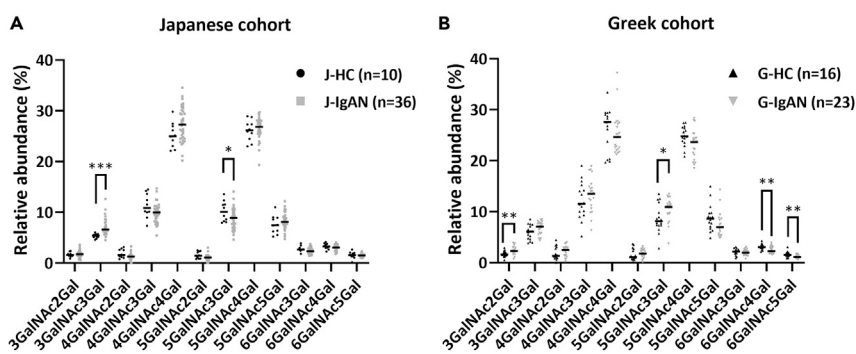 A
Japanese cohort
Relative abundance (%)
40
30
20
10
0
J-HC (n=10)
J-IgAN (n=36)
***
*
3GalNAc2Gal
3GalNAc3Gal
4GalNAc2Gal
4GalNAc3Gal
4GalNAc4Gal
5GalNAc2Gal
5GalNAc3Gal
5GalNAc4Gal
5GalNAc5Gal
6GalNAc3Gal
6GalNAc4Gal
6GalNAc5Gal
B
Greek cohort
Relative abundance (%)
40
30
20
10
0
G-HC (n=16)
G-IgAN (n=23)
**
*
**
**
3GalNAc2Gal
3GalNAc3Gal
4GalNAc2Gal
4GalNAc3Gal
4GalNAc4Gal
5GalNAc2Gal
5GalNAc3Gal
5GalNAc4Gal
5GalNAc5Gal
6GalNAc3Gal
6GalNAc4Gal
6GalNAc5Gal